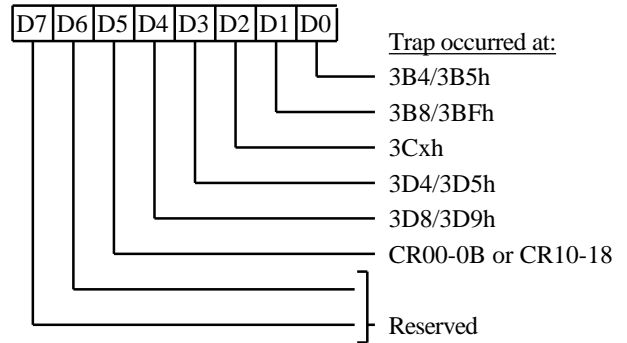 D7 D6 D5 D4 D3 D2 D1 D0
Trap occurred at:
3B4/3B5h
3B8/3BFh
3Cxh
3D4/3D5h
3D8/3D9h
CR00-0B or CR10-18
Reserved